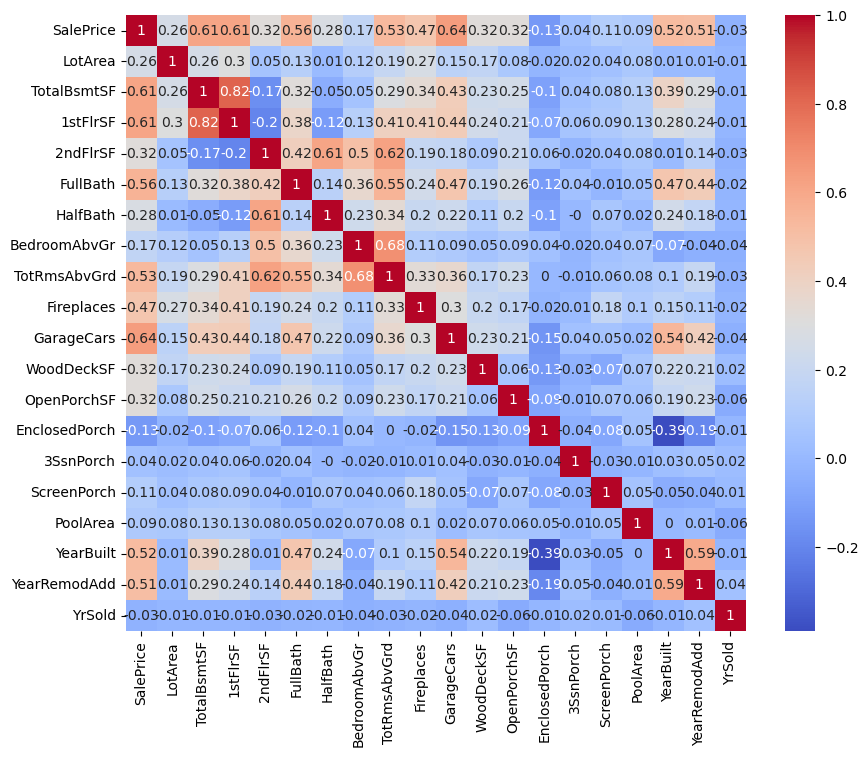 SalePrice 1 0.26 0.61 0.61 0.32 0.56 0.28 0.17 0.53 0.47 0.64 0.32 0.32 -0.13 0.04 0.11 0.09 0.52 0.51 -0.03
LotArea 0.26 1 0.26 0.3 0.05 0.13 0.01 0.12 0.19 0.27 0.15 0.17 0.08 -0.02 0.02 0.04 0.08 0.01 0.01 -0.01
TotalBsmtSF 0.61 0.26 1 0.82 -0.17 0.32 -0.05 0.05 0.29 0.34 0.43 0.23 0.25 -0.1 0.04 0.08 0.13 0.39 0.29 -0.01
1stFlrSF 0.61 0.3 0.82 1 -0.2 0.38 -0.12 0.13 0.41 0.41 0.44 0.24 0.21 -0.07 0.06 0.09 0.13 0.28 0.24 -0.01
2ndFlrSF 0.32 0.05 -0.17 -0.2 1 0.42 0.61 0.5 0.62 0.19 0.18 0.09 0.21 0.06 -0.02 0.04 0.08 0.01 0.14 -0.03
FullBath 0.56 0.13 0.32 0.38 0.42 1 0.14 0.36 0.55 0.24 0.47 0.19 0.26 -0.12 0.04 -0.01 0.05 0.47 0.44 -0.02
HalfBath 0.28 0.01 -0.05 -0.12 0.61 0.14 1 0.23 0.34 0.2 0.22 0.11 0.2 -0.1 -0 0.07 0.02 0.24 0.18 -0.01
BedroomAbvGr 0.17 0.12 0.05 0.13 0.5 0.36 0.23 1 0.68 0.11 0.09 0.05 0.09 0.04 -0.02 0.04 0.07 -0.07 -0.04 -0.04
TotRmsAbvGrd 0.53 0.19 0.29 0.41 0.62 0.55 0.34 0.68 1 0.33 0.36 0.17 0.23 0 -0.01 0.06 0.08 0.1 0.19 -0.03
Fireplaces 0.47 0.27 0.34 0.41 0.19 0.24 0.2 0.11 0.33 1 0.3 0.2 0.17 -0.02 0.01 0.18 0.1 0.15 0.11 -0.02
GarageCars 0.64 0.15 0.43 0.44 0.18 0.47 0.22 0.09 0.36 0.3 1 0.23 0.21 -0.15 0.04 0.05 0.02 0.54 0.42 -0.04
WoodDeckSF 0.32 0.17 0.23 0.24 0.09 0.19 0.11 0.05 0.17 0.2 0.23 1 0.06 -0.13 -0.03 -0.07 0.07 0.22 0.21 0.02
OpenPorchSF 0.32 0.08 0.25 0.21 0.21 0.26 0.2 0.09 0.23 0.17 0.21 0.06 1 -0.09 -0.01 0.07 0.06 0.19 0.23 -0.06
EnclosedPorch -0.13 -0.02 -0.1 -0.07 0.06 -0.12 -0.1 0.04 0 -0.02 -0.15 -0.13 -0.09 1 -0.04 -0.08 0.05 -0.39 -0.19 -0.01
3SsnPorch 0.04 0.02 0.04 0.06 -0.02 0.04 -0 -0.02 -0.01 0.01 0.04 -0.03 -0.01 -0.04 1 -0.03 -0.01 0.03 0.05 0.02
ScreenPorch 0.11 0.04 0.08 0.09 0.04 -0.01 0.07 0.04 0.06 0.18 0.05 -0.07 0.07 -0.08 -0.03 1 0.05 -0.05 -0.04 0.01
PoolArea 0.09 0.08 0.13 0.13 0.08 0.05 0.02 0.07 0.08 0.1 0.02 0.07 0.06 0.05 -0.01 0.05 1 0 0.01 -0.06
YearBuilt 0.52 0.01 0.39 0.28 0.01 0.47 0.24 -0.07 0.1 0.15 0.54 0.22 0.19 -0.39 0.03 -0.05 0 1 0.59 -0.01
YearRemodAdd 0.51 0.01 0.29 0.24 0.14 0.44 0.18 -0.04 0.19 0.11 0.42 0.21 0.23 -0.19 0.05 -0.04 0.01 0.59 1 0.04
YrSold -0.03 -0.01 -0.01 -0.01 -0.03 -0.02 -0.01 -0.04 -0.03 -0.02 -0.04 0.02 -0.06 -0.01 0.02 0.01 -0.06 -0.01 0.04 1
SalePrice LotArea TotalBsmtSF 1stFlrSF 2ndFlrSF FullBath HalfBath BedroomAbvGr TotRmsAbvGrd Fireplaces GarageCars WoodDeckSF OpenPorchSF EnclosedPorch 3SsnPorch ScreenPorch PoolArea YearBuilt YearRemodAdd YrSold
1.0
0.8
0.6
0.4
0.2
0.0
−0.2